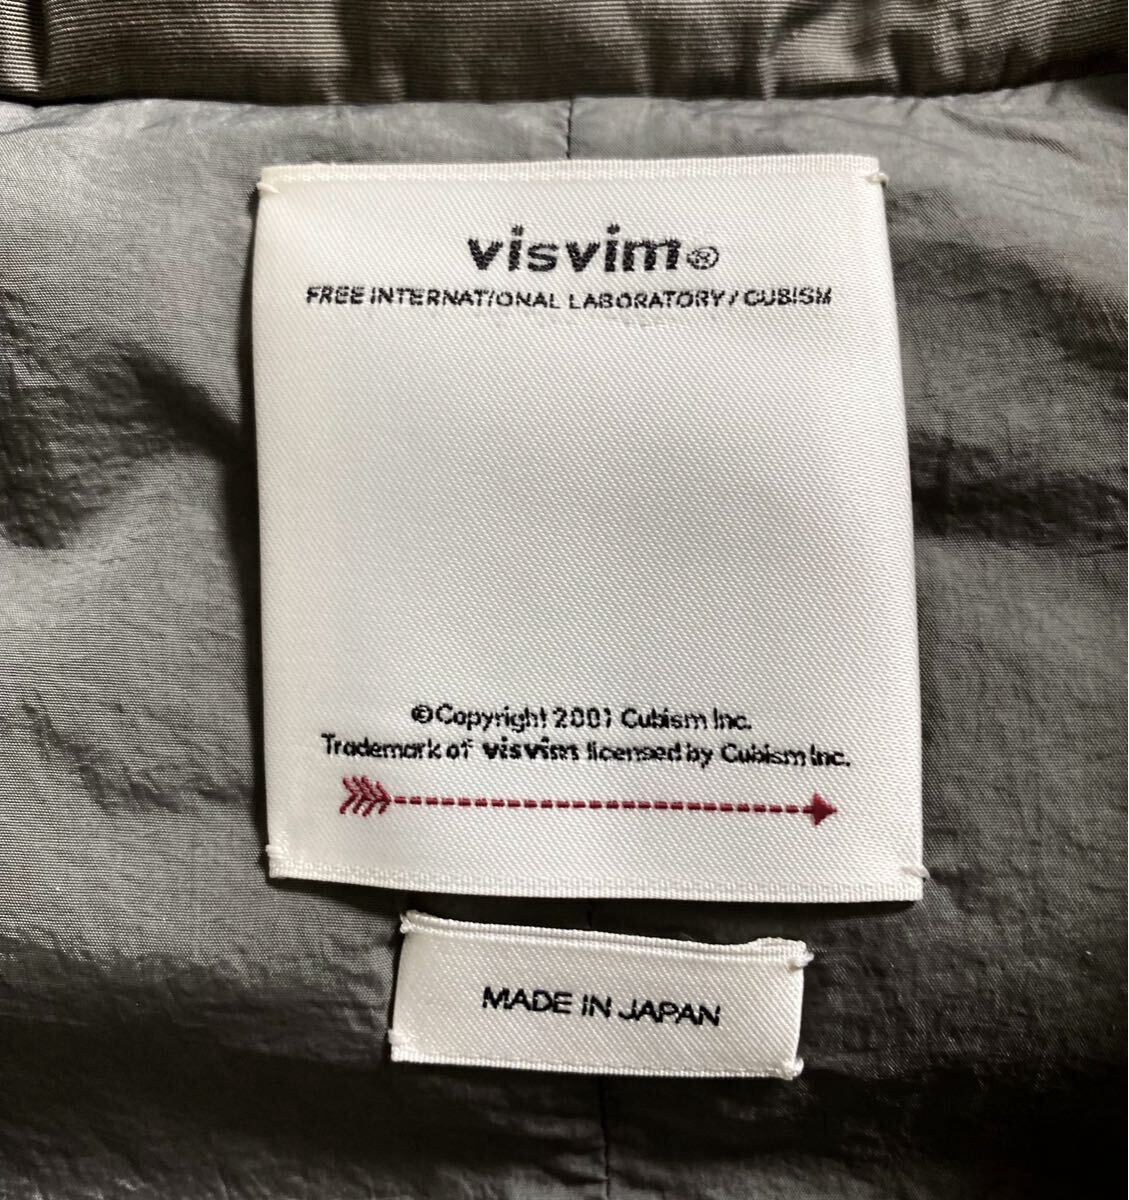 visvim®
FREE INTERNATIONAL LABORATORY / CUBISM
©Copyright 2001 Cubism Inc.
Trademark of visvim licensed by Cubism Inc.
MADE IN JAPAN